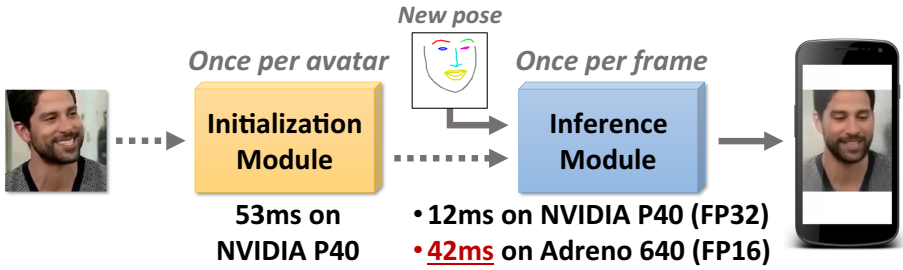 New pose
Once per avatar
Once per frame
Initialization
Module
Inference
Module
53ms on
NVIDIA P40
• 12ms on NVIDIA P40 (FP32)
• 42ms on Adreno 640 (FP16)